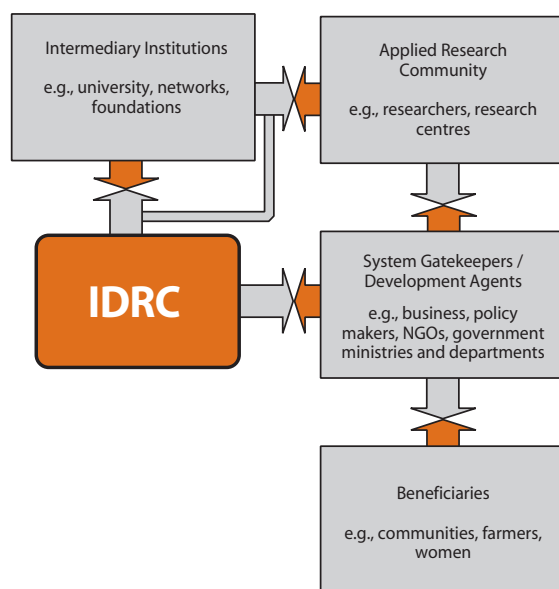 Intermediary Institutions
e.g., university, networks,
foundations
Applied Research
Community
e.g., researchers, research
centres
IDRC
System Gatekeepers /
Development Agents
e.g., business, policy
makers, NGOs, government
ministries and departments
Beneficiaries
e.g., communities, farmers,
women